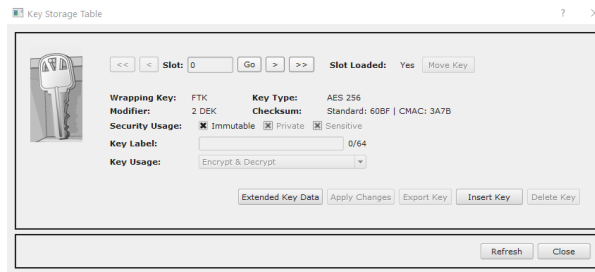 Key Storage Table ? ×
<< < Slot: 0 Go > >> Slot Loaded: Yes Move Key
Wrapping Key: FTK Key Type: AES 256
Modifier: 2 DEK Checksum: Standard: 60BF | CMAC: 3A7B
Security Usage: Immutable Private Sensitive
Key Label: 0/64
Key Usage: Encrypt & Decrypt
Extended Key Data Apply Changes Export Key Insert Key Delete Key
Refresh Close